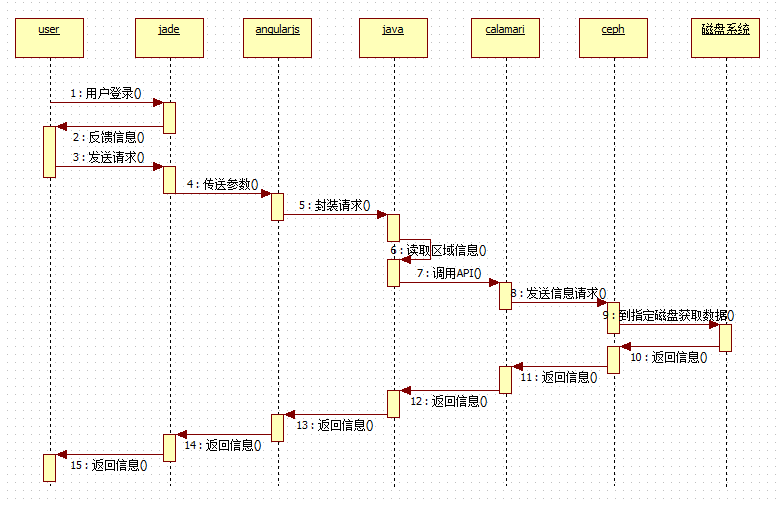 user
jade
angularjs
java
calamari
ceph
磁盘系统
1 : 用户登录()
2 : 反馈信息()
3 : 发送请求()
4 : 传送参数()
5 : 封装请求()
6 : 读取区域信息()
7 : 调用API()
8 : 发送信息请求()
9 : 到指定磁盘获取数据()
10 : 返回信息()
11 : 返回信息()
12 : 返回信息()
13 : 返回信息()
14 : 返回信息()
15 : 返回信息()